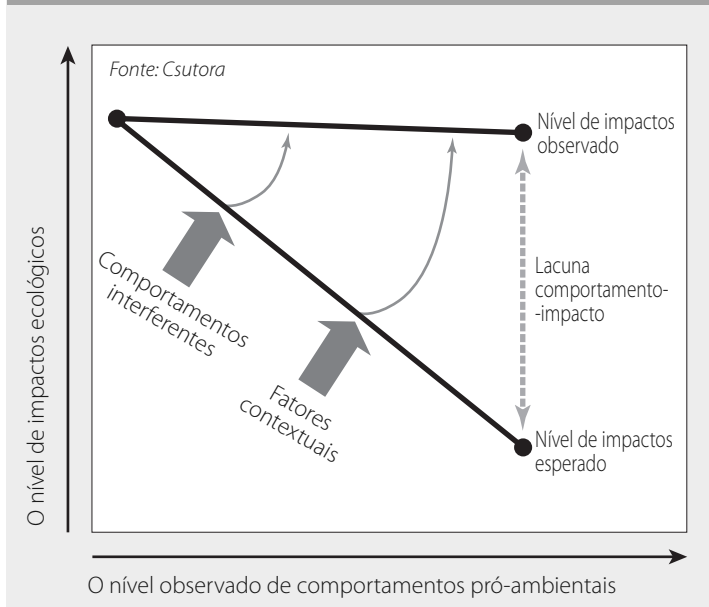 Fonte: Csutora
Nível de impactos
observado
Comportamentos
interferentes
Lacuna
comportamento-
-impacto
Fatores
contextuais
Nível de impactos
esperado
O nível de impactos ecológicos
O nível observado de comportamentos pró-ambientais